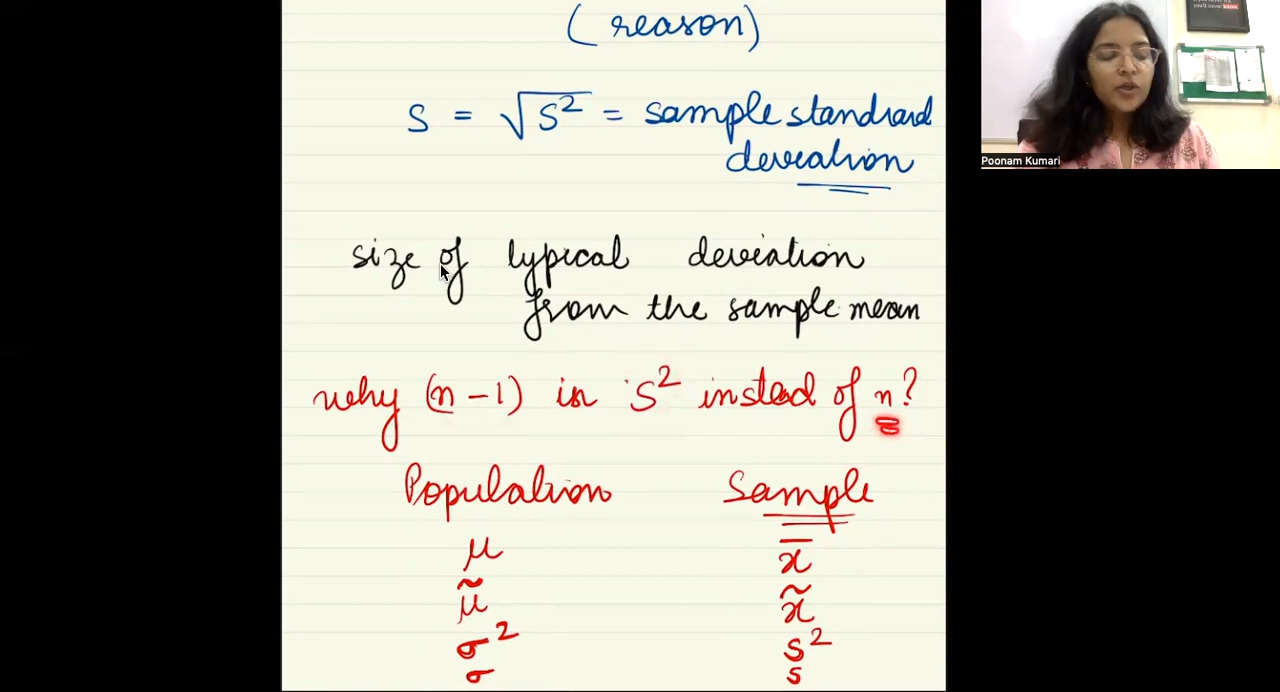 (reason)
s = √s² = sample standard
deviation
size of typical deviation
from the sample mean
why (n-1) in s² instead of n?
Population Sample
μ x̄
μ̃ x̃
σ² s²
σ s
Poonam Kumari